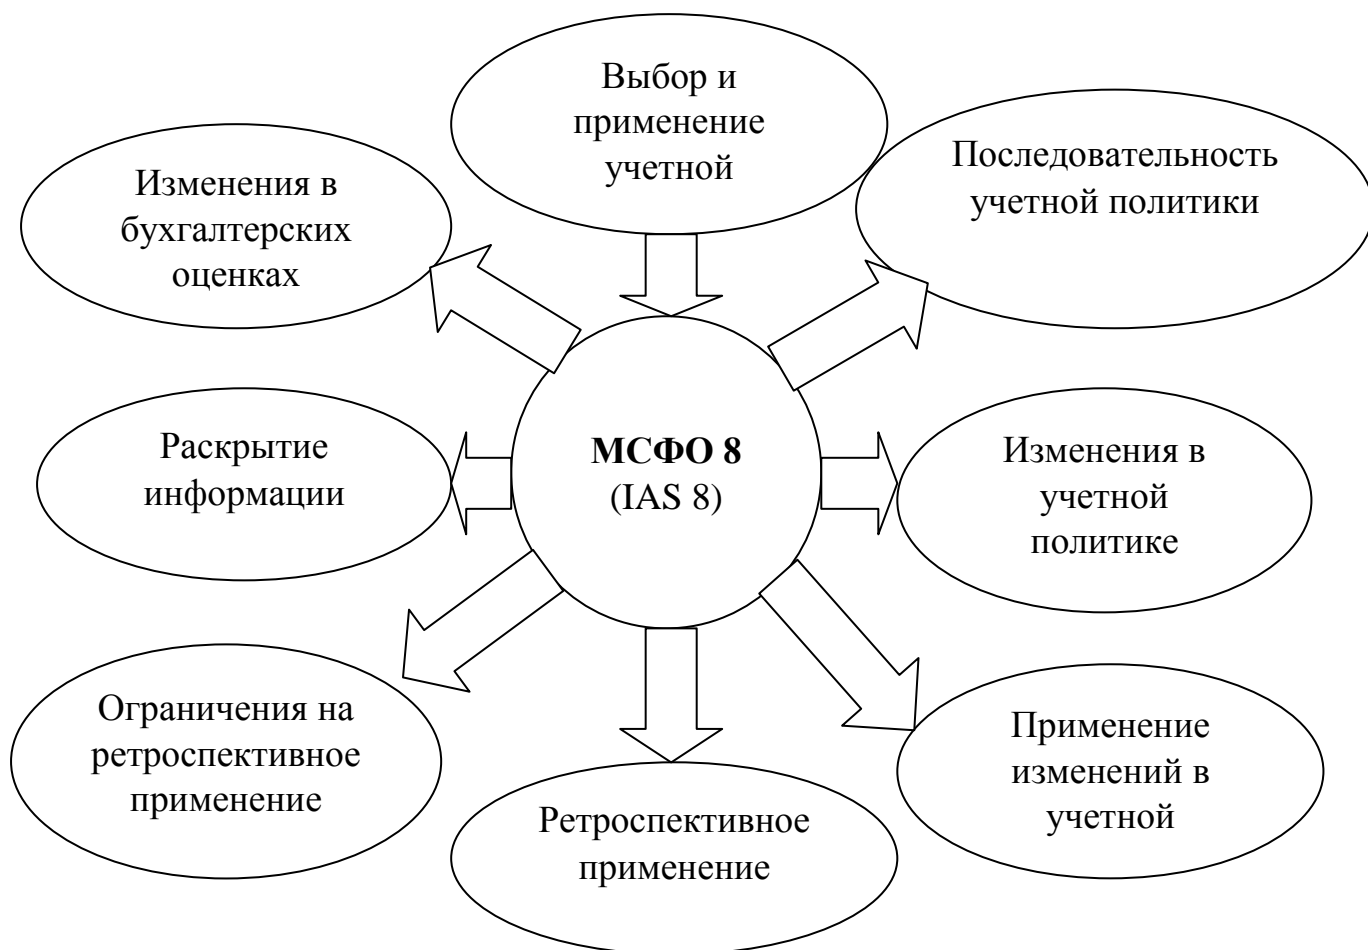 Выбор и
применение
учетной
Последовательность
учетной политики
Изменения в
бухгалтерских
оценках
Раскрытие
информации
МСФО 8
(IAS 8)
Изменения в
учетной
политике
Ограничения на
ретроспективное
применение
Ретроспективное
применение
Применение
изменений в
учетной